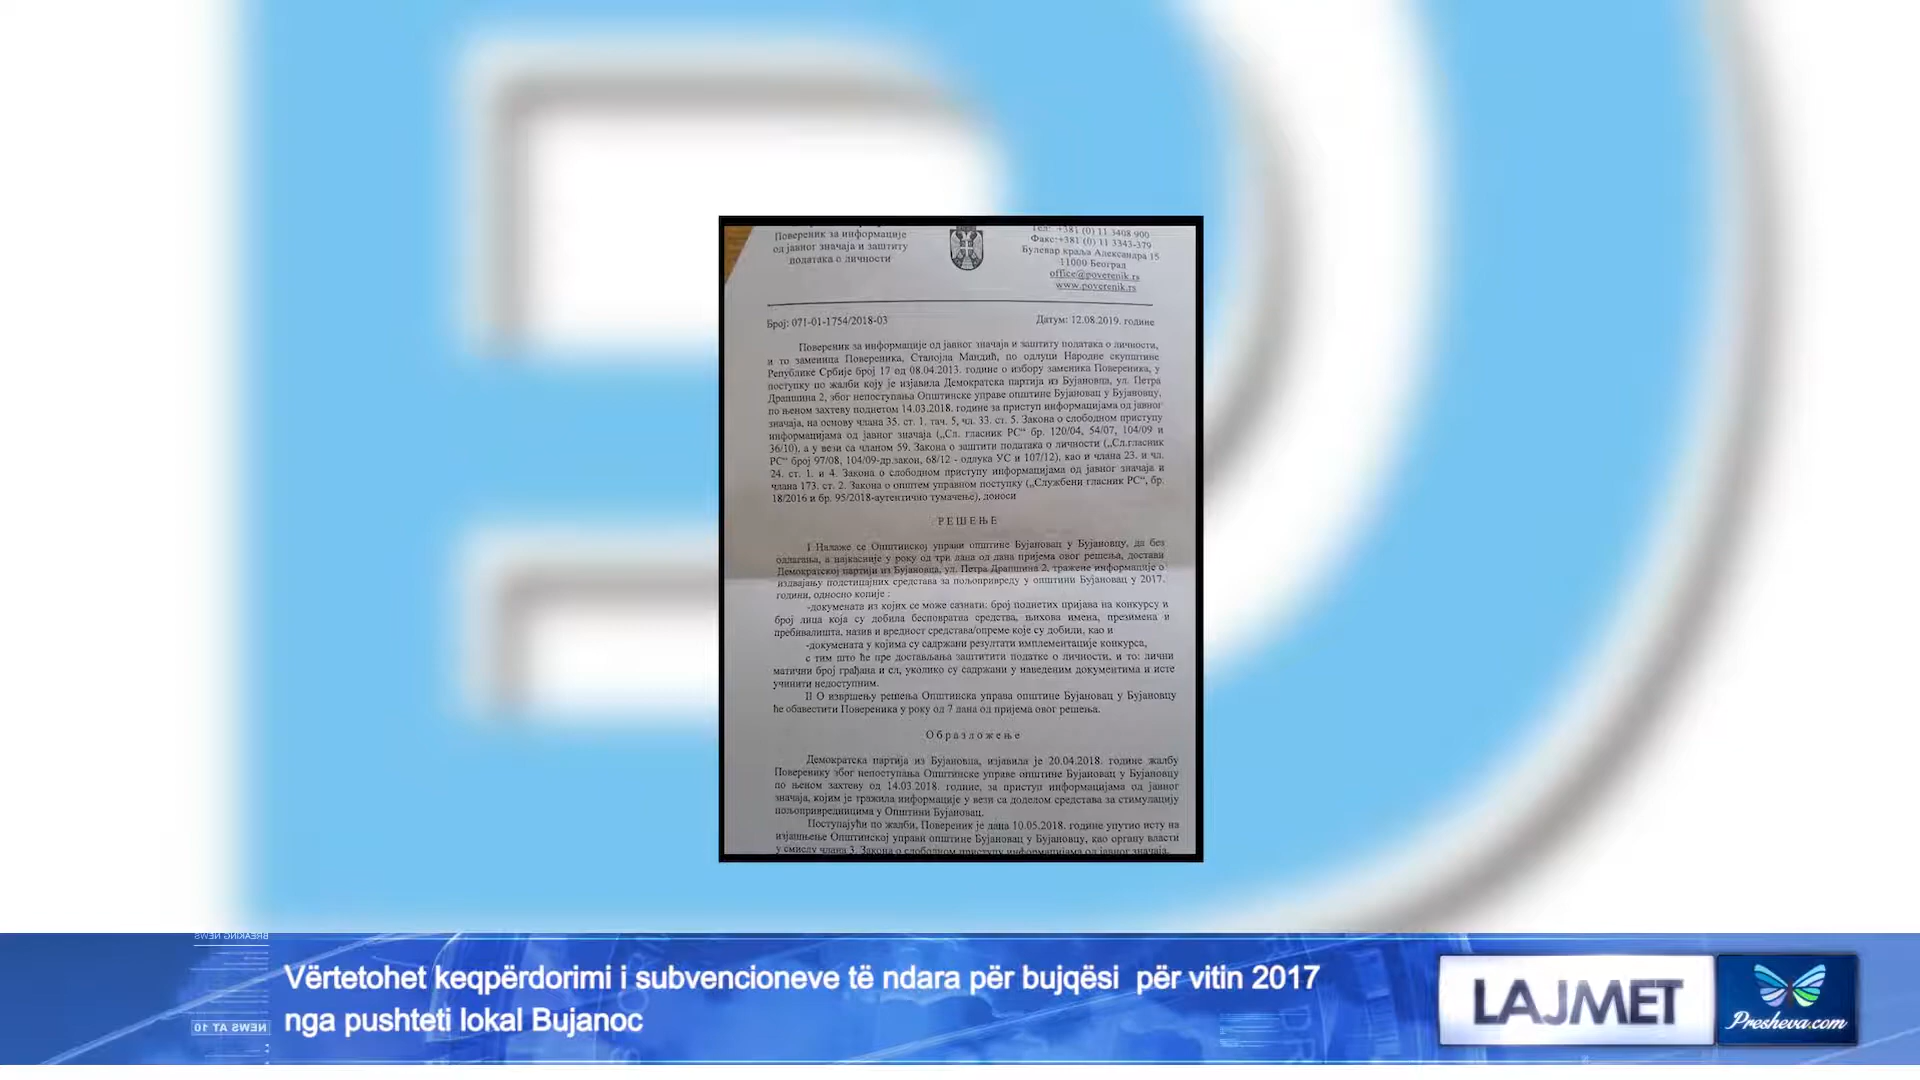 Повереник за информације
од јавног значаја и заштиту
података о личности
Тел: +381 (0) 11 3408 900
Факс:+381 (0) 11 3343-379
Булевар краља Александра 15
11000 Београд
office@poverenik.rs
www.poverenik.rs
Број: 071-01-1754/2018-03
Датум: 12.08.2019. године
Повереник за информације од јавног значаја и заштиту података о личности,
и то заменица Повереника, Станојла Мандић, по одлуци Народне скупштине
Републике Србије број 17 од 08.04.2013. године о избору заменика Повереника, у
поступку по жалби коју је изјавила Демократска партија из Бујановца, ул. Петра
Драпшина 2, због непоступања Општинске управе општине Бујановац у Бујановцу,
по њеном захтеву поднетом 14.03.2018. године за приступ информацијама од јавног
значаја, на основу члана 35. ст. 1. тач. 5, чл. 33. ст. 5. Закона о слободном приступу
информацијама од јавног значаја („Сл. гласник РС“ бр. 120/04, 54/07, 104/09 и
36/10), а у вези са чланом 59. Закона о заштити података о личности („Сл.гласник
РС“ број 97/08, 104/09-др.закон, 68/12 - одлука УС и 107/12), као и члана 23. и чл.
24. ст. 1. и 4. Закона о слободном приступу информацијама од јавног значаја и
члана 173. ст. 2. Закона о општем управном поступку („Службени гласник РС“, бр.
18/2016 и бр. 95/2018-аутентично тумачење), доноси
РЕШЕЊЕ
I Налаже се Општинској управи општине Бујановац у Бујановцу, да без
одлагања, а најкасније у року од три дана од дана пријема овог решења, достави
Демократској партији из Бујановца, ул. Петра Драпшина 2, тражене информације о
издвајању подстицајних средстава за пољопривреду у општини Бујановац у 2017.
години, односно копије :
-докумената из којих се може сазнати: број поднетих пријава на конкурсу и
број лица која су добила бесповратна средства, њихова имена, презимена и
пребивалишта, назив и вредност средстава/опреме које су добили, као и
-докумената у којима су садржани резултати имплементације конкурса,
с тим што ће пре достављања заштитити податке о личности, и то: лични
матични број грађана и сл, уколико су садржани у наведеним документима и исте
учинити недоступним.
II О извршењу решења Општинска управа општине Бујановац у Бујановцу
ће обавестити Повереника у року од 7 дана од пријема овог решења.
Образложење
Демократска партија из Бујановца, изјавила је 20.04.2018. године жалбу
Поверенику због непоступања Општинске управе општине Бујановац у Бујановцу
по њеном захтеву од 14.03.2018. године, за приступ информацијама од јавног
значаја, којим је тражила информације у вези са доделом средстава за стимулацију
пољопривредницима у Општини Бујановац.
Поступајући по жалби, Повереник је дана 10.05.2018. године упутио исту на
изјашњење Општинској управи општине Бујановац у Бујановцу, као органу власти
у смислу члана 3. Закона о слободном приступу информацијама од јавног значаја.
BREAKING NEWS
NEWS AT 10
Vërtetohet keqpërdorimi i subvencioneve të ndara për bujqësi për vitin 2017
nga pushteti lokal Bujanoc
LAJMET
Presheva.com